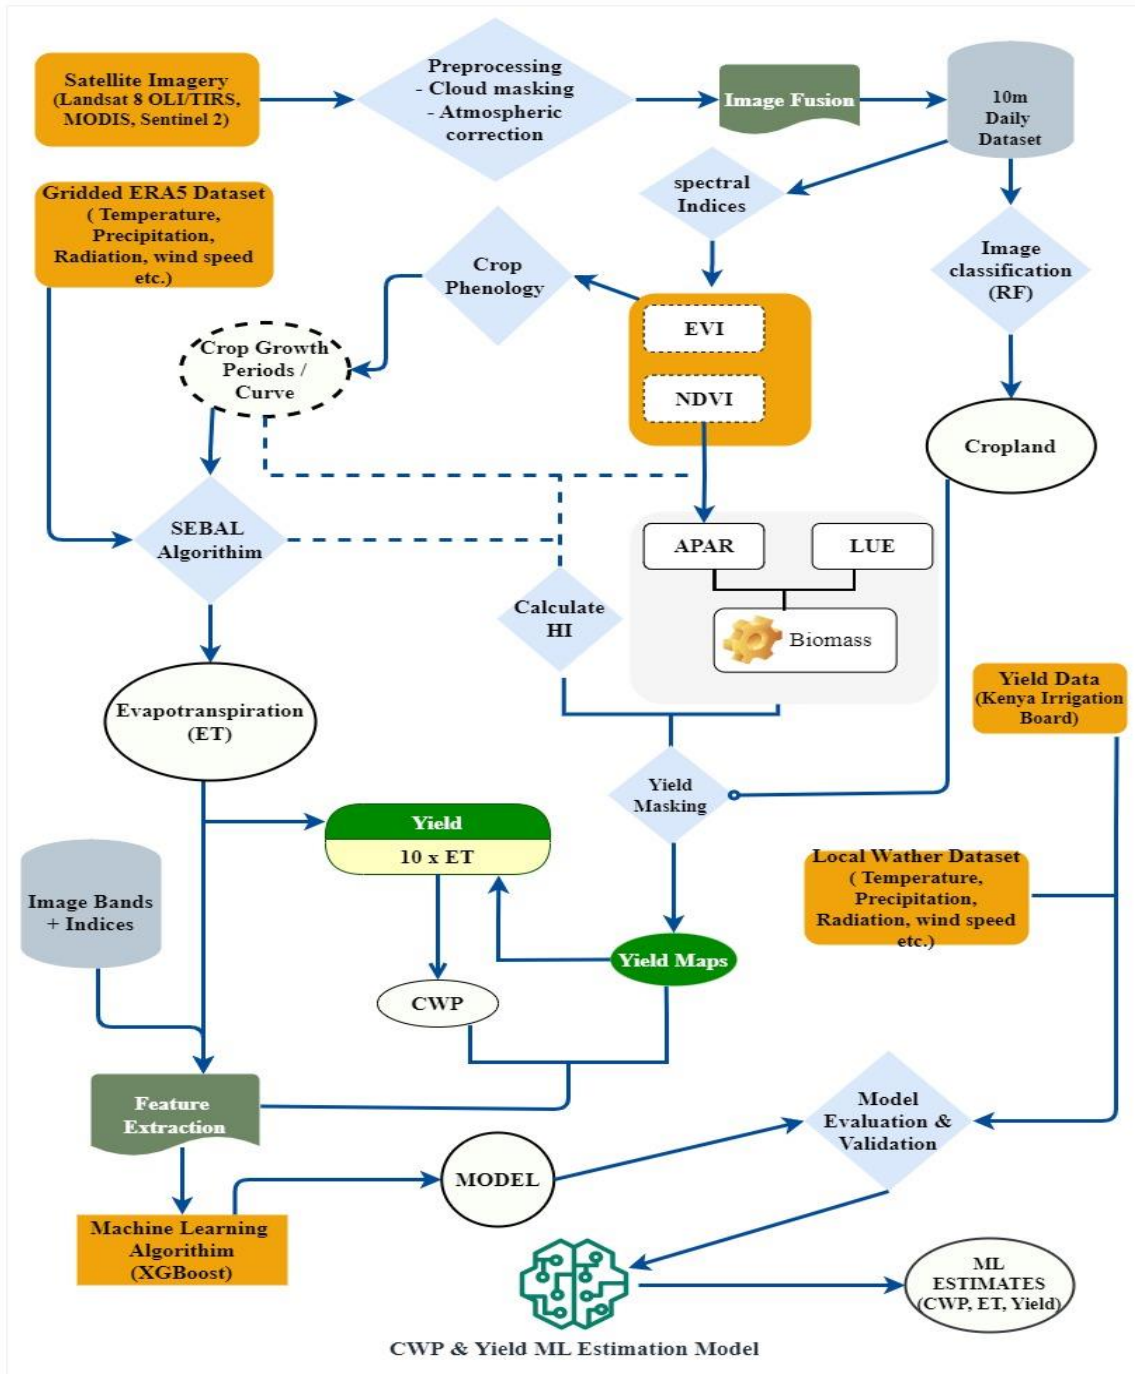 Satellite Imagery
(Landsat 8 OLI/TIRS,
MODIS, Sentinel 2)
Preprocessing
- Cloud masking
- Atmospheric
correction
Image Fusion
10m
Daily
Dataset
Gridded ERA5 Dataset
( Temperature,
Precipitation,
Radiation, wind speed
etc.)
spectral
Indices
Crop
Phenology
Image
classification
(RF)
EVI
NDVI
Crop Growth
Periods /
Curve
Cropland
SEBAL
Algorithim
APAR
LUE
Calculate
HI
Biomass
Evapotranspiration
(ET)
Yield Data
(Kenya Irrigation
Board)
Yield
Masking
Yield
10 x ET
Image Bands
+ Indices
Local Wather Dataset
( Temperature,
Precipitation,
Radiation, wind speed
etc.)
Yield Maps
CWP
Feature
Extraction
Model
Evaluation &
Validation
MODEL
Machine Learning
Algorithim
(XGBoost)
ML
ESTIMATES
(CWP, ET, Yield)
CWP & Yield ML Estimation Model